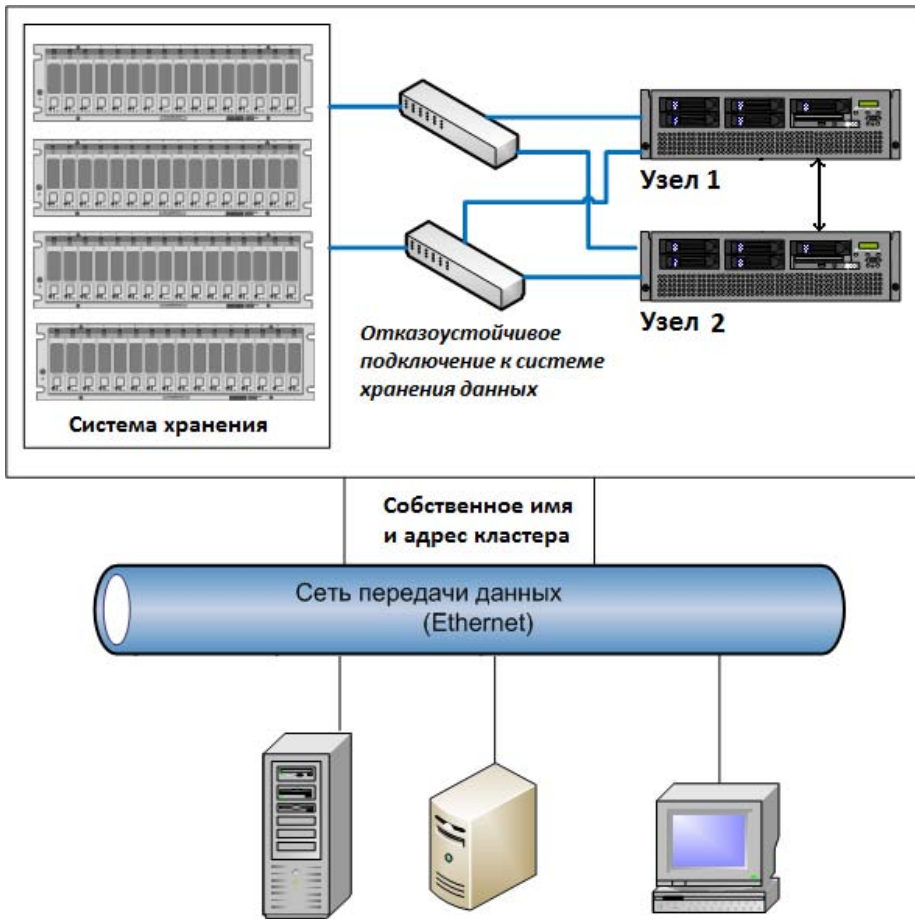 Узел 1
Узел 2
Отказоустойчивое
подключение к системе
хранения данных
Система хранения
Собственное имя
и адрес кластера
Сеть передачи данных
(Ethernet)